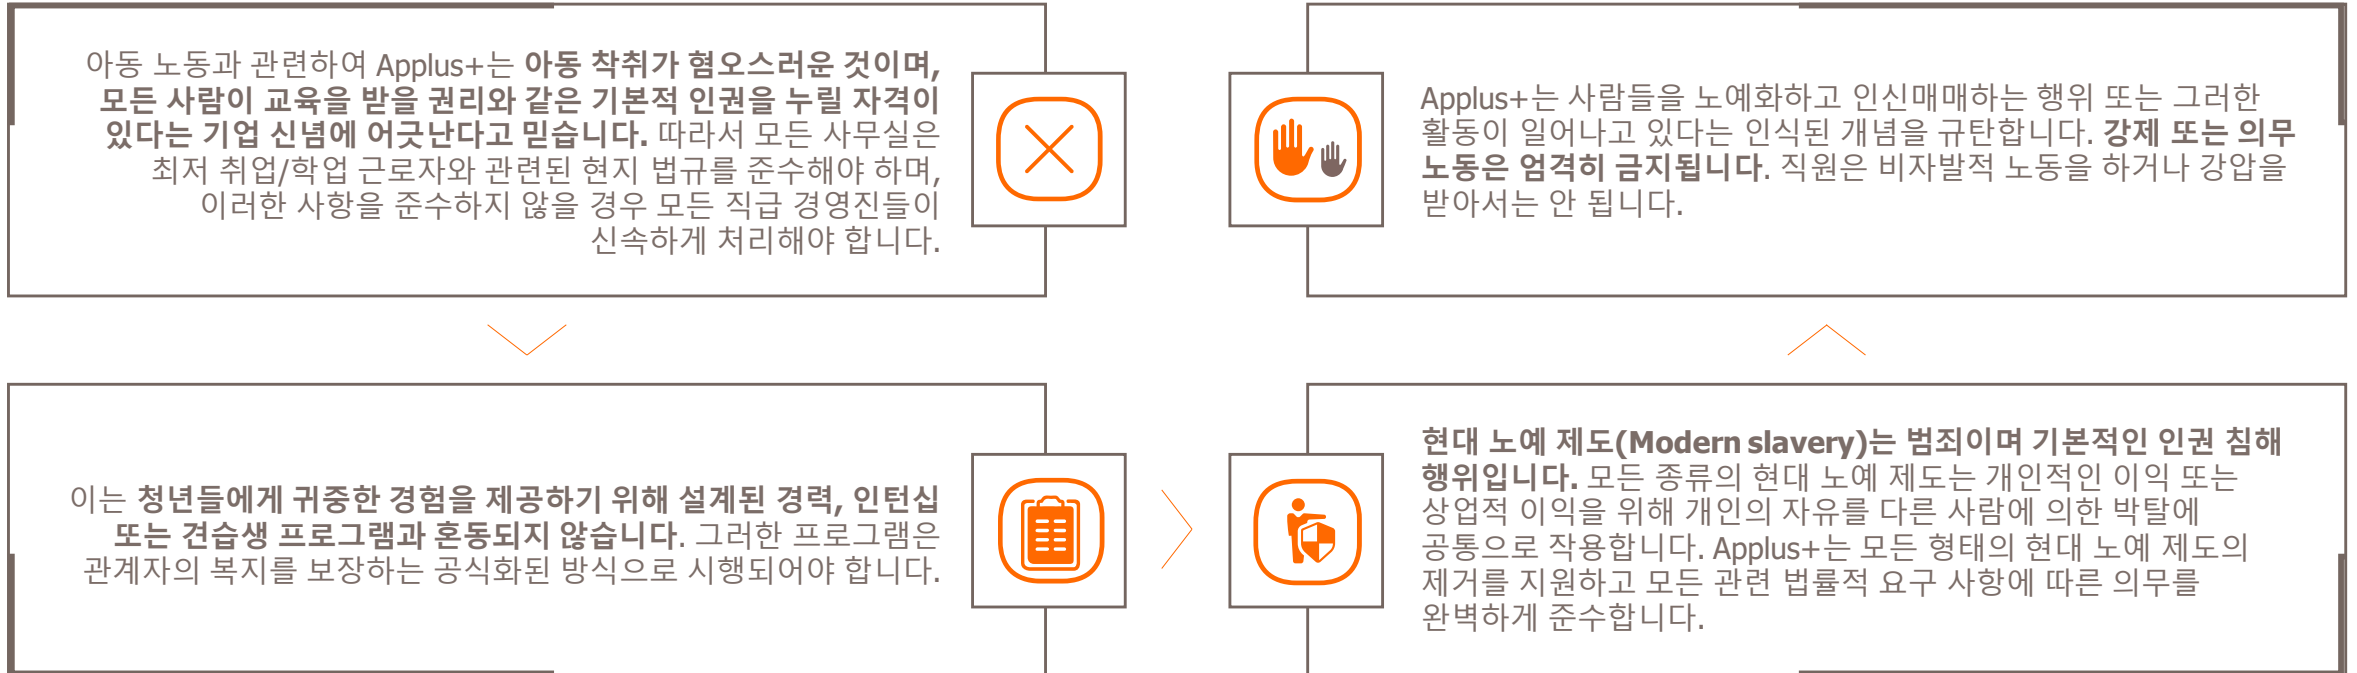 아동 노동과 관련하여 Applus+는 아동 착취가 혐오스러운 것이며,
모든 사람이 교육을 받을 권리와 같은 기본적 인권을 누릴 자격이
있다는 기업 신념에 어긋난다고 믿습니다. 따라서 모든 사무실은
최저 취업/학업 근로자와 관련된 현지 법규를 준수해야 하며,
이러한 사항을 준수하지 않을 경우 모든 직급 경영진들이
신속하게 처리해야 합니다.
이는 청년들에게 귀중한 경험을 제공하기 위해 설계된 경력, 인턴십
또는 견습생 프로그램과 혼동되지 않습니다. 그러한 프로그램은
관계자의 복지를 보장하는 공식화된 방식으로 시행되어야 합니다.
현대 노예 제도(Modern slavery)는 범죄이며 기본적인 인권 침해
행위입니다. 모든 종류의 현대 노예 제도는 개인적인 이익 또는
상업적 이익을 위해 개인의 자유를 다른 사람에 의한 박탈에
공통으로 작용합니다. Applus+는 모든 형태의 현대 노예 제도의
제거를 지원하고 모든 관련 법률적 요구 사항에 따른 의무를
완벽하게 준수합니다.
Applus+는 사람들을 노예화하고 인신매매하는 행위 또는 그러한
활동이 일어나고 있다는 인식된 개념을 규탄합니다. 강제 또는 의무
노동은 엄격히 금지됩니다. 직원은 비자발적 노동을 하거나 강압을
받아서는 안 됩니다.